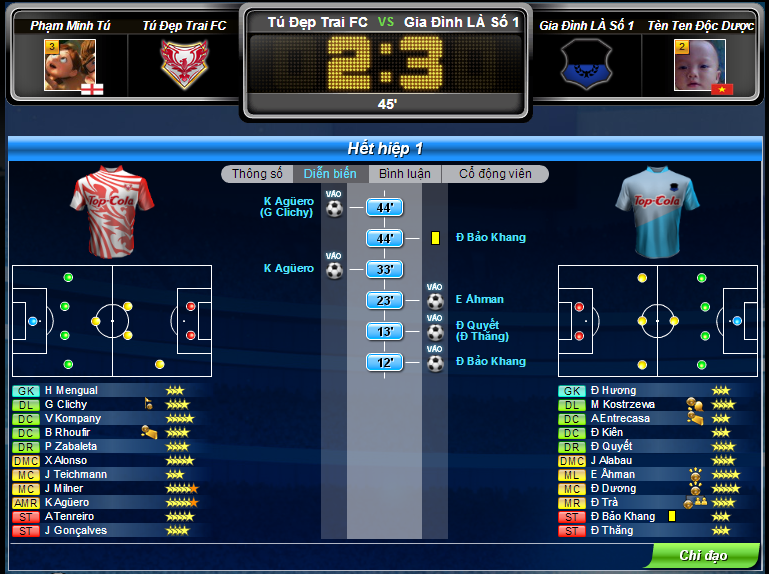 Phạm Minh Tú
Tú Đẹp Trai FC
Tú Đẹp Trai FC VS Gia Đình LÀ Số 1
Gia Đình LÀ Số 1
Tèn Ten Độc Dược
3
2:3
2
45'
Hết hiệp 1
Thông số
Diễn biến
Bình luận
Cổ động viên
Top-Cola
Top-Cola
K Agüero
(G Clichy)
VÀO
44'
44'
Đ Bảo Khang
K Agüero
VÀO
33'
23'
VÀO
E Åhman
13'
VÀO
Đ Quyết
(Đ Thăng)
12'
VÀO
Đ Bảo Khang
GK H Mengual
DL G Clichy
DC V Kompany
DC B Rhoufir
DR P Zabaleta
DMC X Alonso
MC J Teichmann
MC J Milner
AMR K Agüero
ST A Tenreiro
ST J Gonçalves
GK Đ Hương
DL M Kostrzewa
DC A Entrecasa
DC Đ Kiên
DR Đ Quyết
DMC J Alabau
ML E Åhman
MC Đ Dương
MR Đ Trà
ST Đ Bảo Khang
ST Đ Thăng
Chỉ đạo